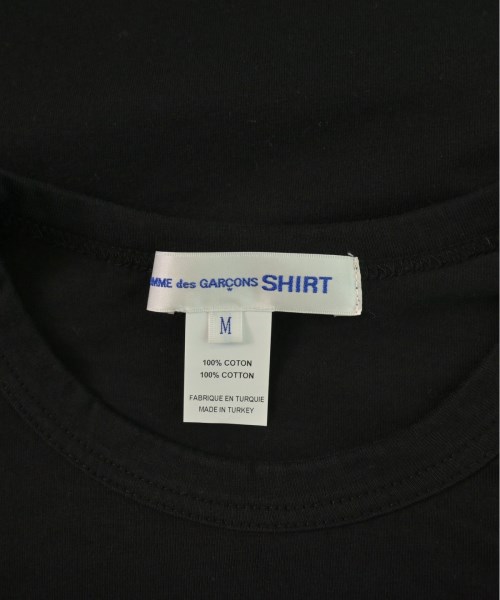 MME des GARÇONS SHIRT
M
100% COTON
100% COTTON
FABRIQUE EN TURQUIE
MADE IN TURKEY